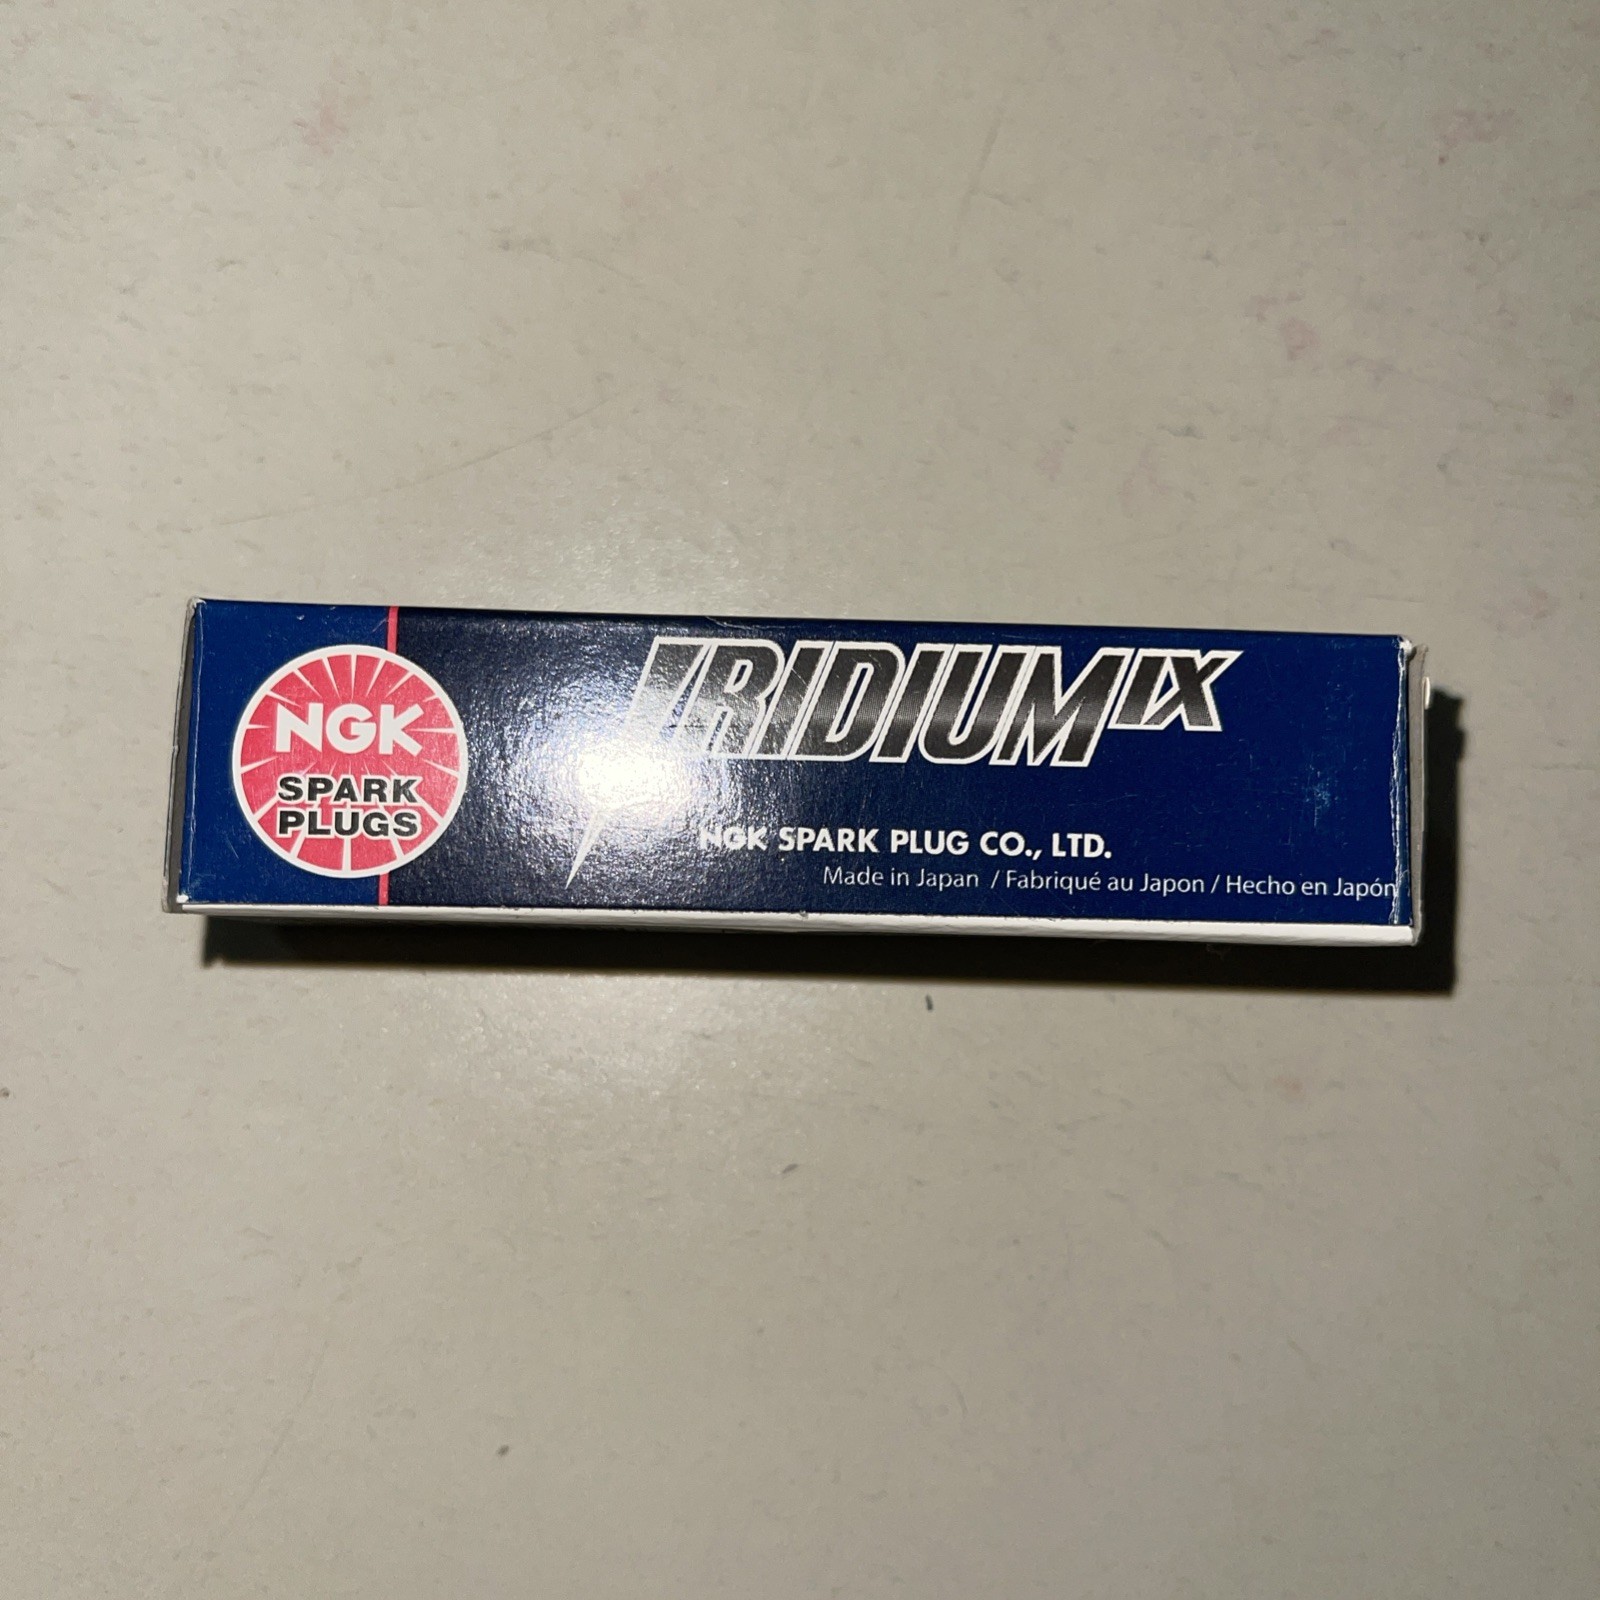 NGK
SPARK
PLUGS
IRIDIUM IX
NGK SPARK PLUG CO., LTD.
Made in Japan / Fabriqué au Japon / Hecho en Japón